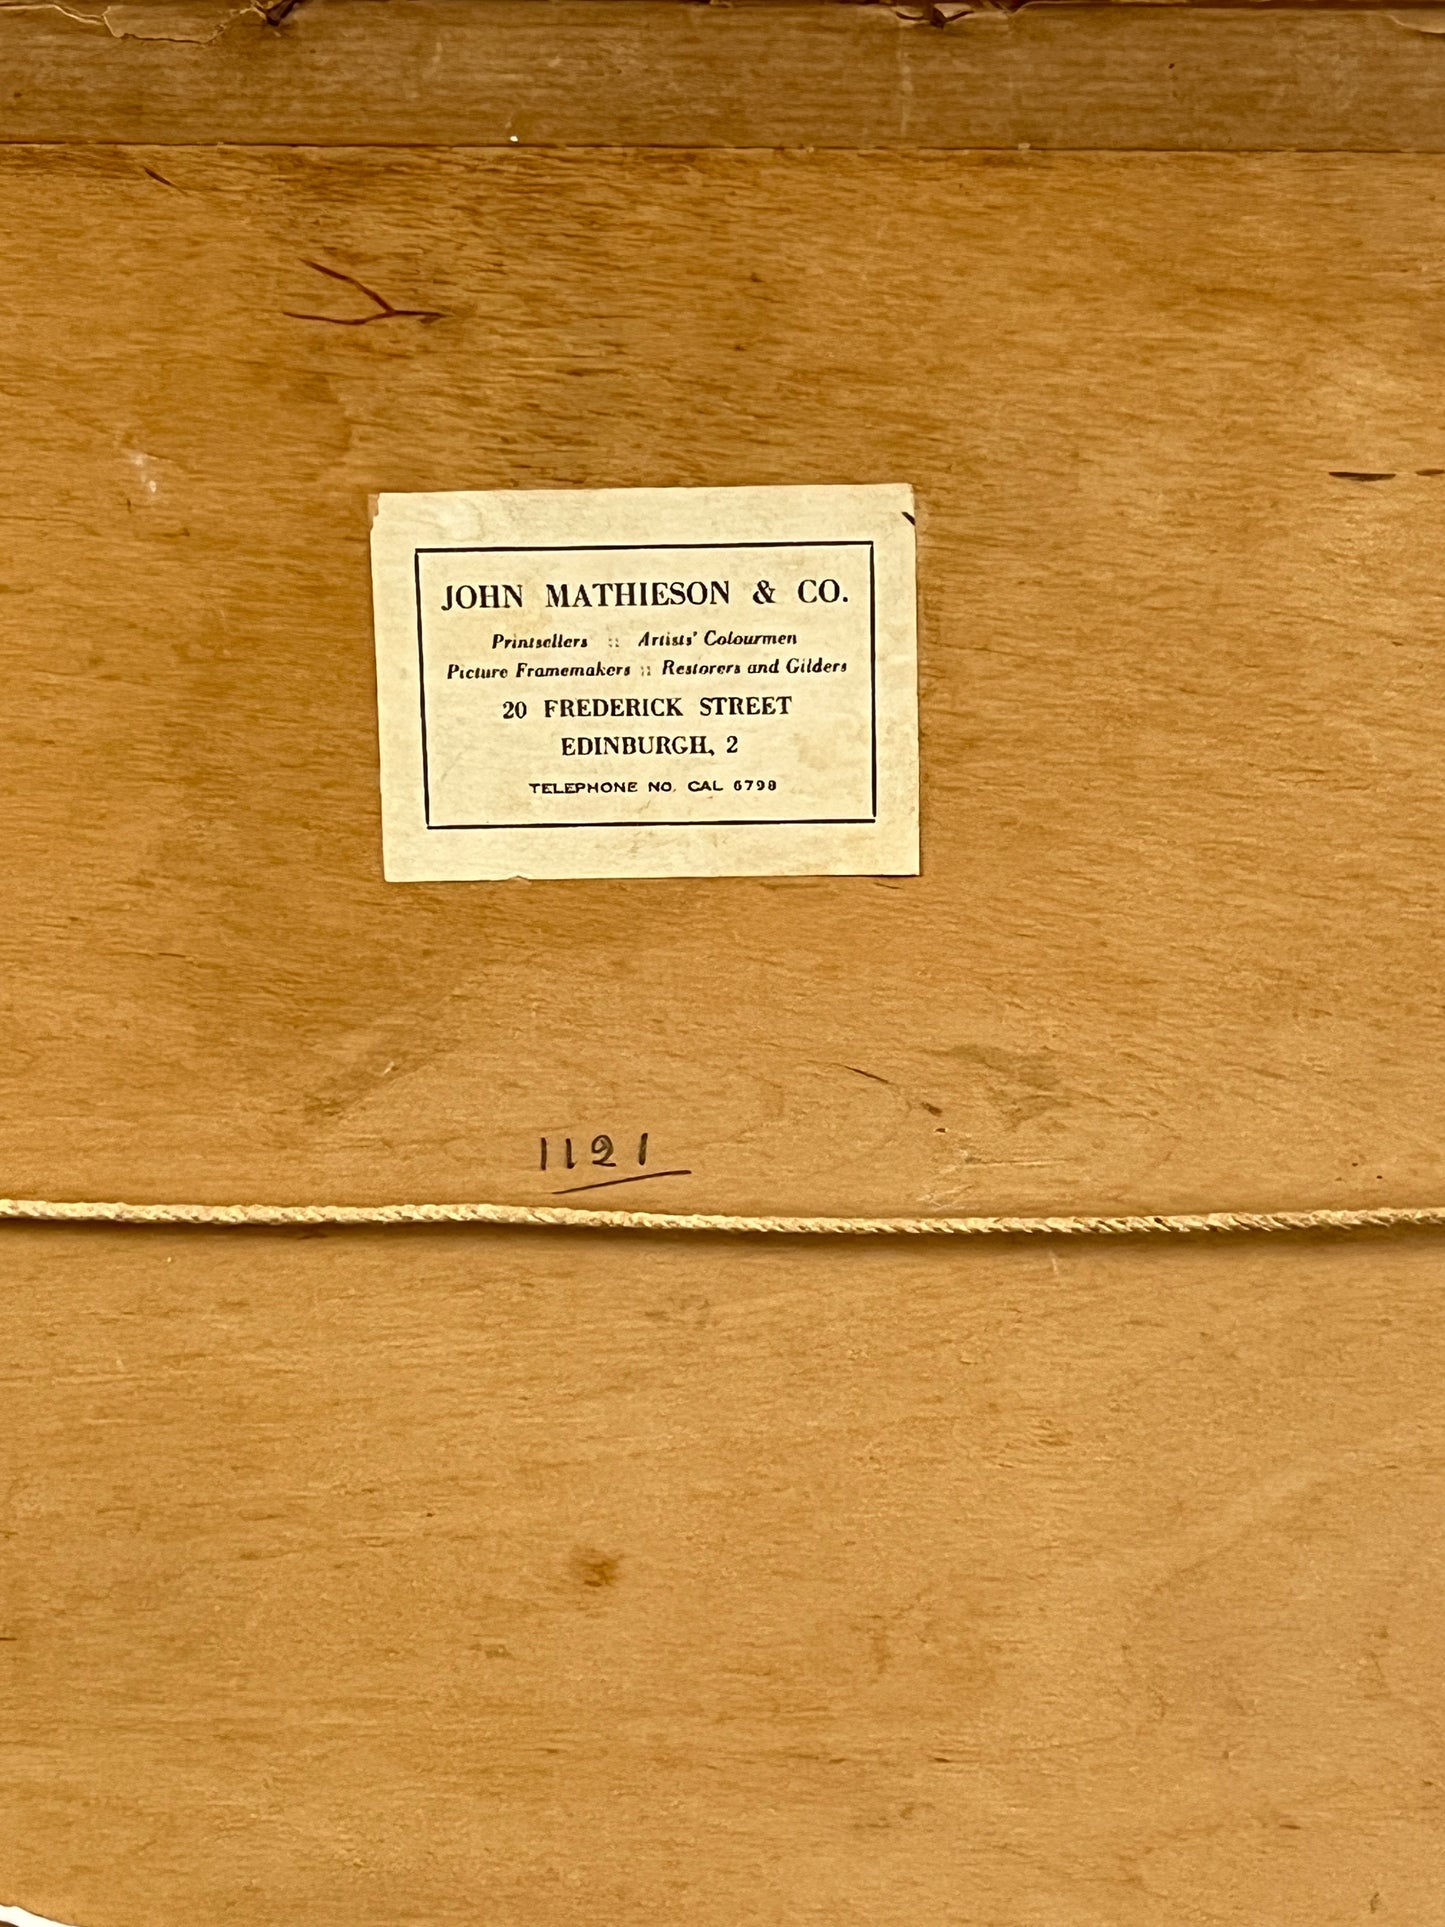 JOHN MATHIESON & CO.
Printsellers :: Artists' Colourmen
Picture Framemakers :: Restorers and Gilders
20 FREDERICK STREET
EDINBURGH, 2
TELEPHONE NO. CAL 6798
1121